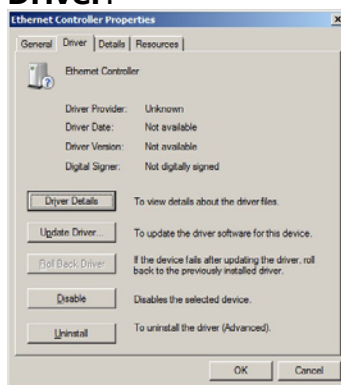 Driver.
Ethernet Controller Properties
General Driver Details Resources
Ethernet Controller
Driver Provider: Unknown
Driver Date: Not available
Driver Version: Not available
Digital Signer: Not digitally signed
Driver Details To view details about the driver files.
Update Driver... To update the driver software for this device.
Roll Back Driver If the device fails after updating the driver, roll
back to the previously installed driver.
Disable Disables the selected device.
Uninstall To uninstall the driver (Advanced).
OK Cancel